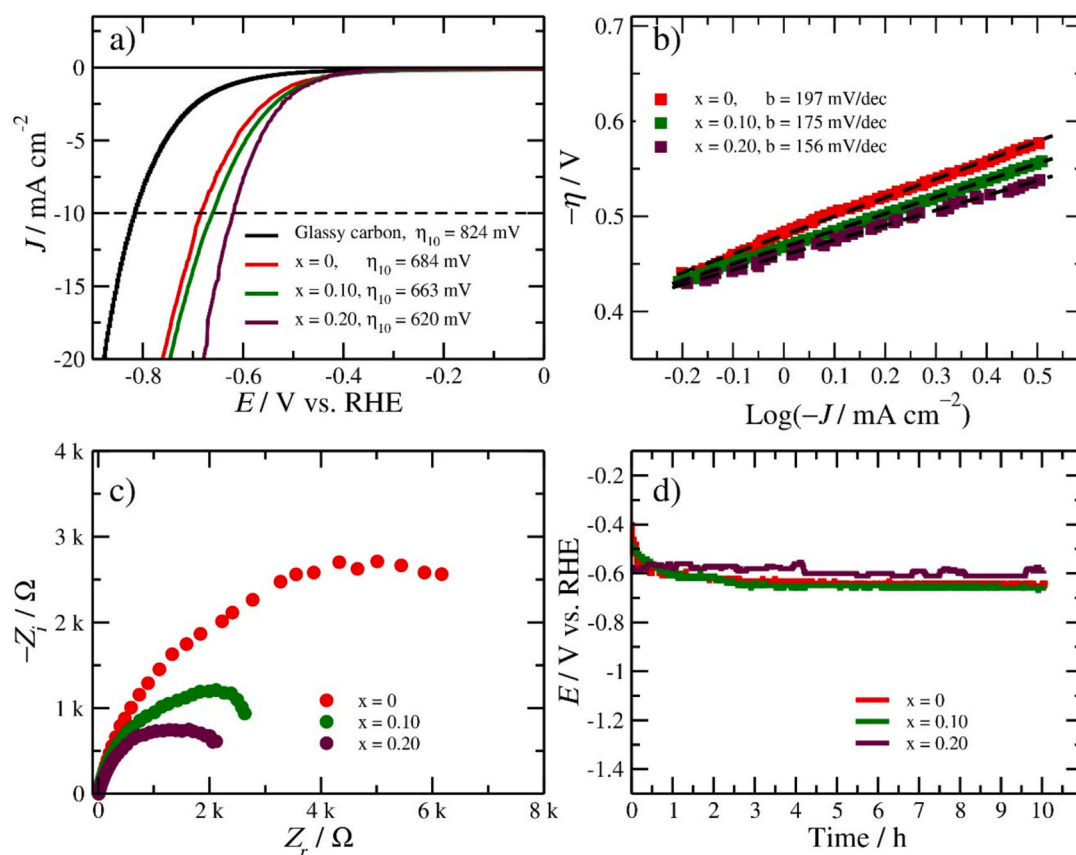 a)
0
-5
-10
-15
-20
J / mA cm⁻²
Glassy carbon, η₁₀ = 824 mV
x = 0, η₁₀ = 684 mV
x = 0.10, η₁₀ = 663 mV
x = 0.20, η₁₀ = 620 mV
-0.8 -0.6 -0.4 -0.2 0
E / V vs. RHE
b)
0.7
0.6
0.5
0.4
-η / V
x = 0, b = 197 mV/dec
x = 0.10, b = 175 mV/dec
x = 0.20, b = 156 mV/dec
-0.2 -0.1 0 0.1 0.2 0.3 0.4 0.5
Log(-J / mA cm⁻²)
c)
4 k
3 k
2 k
1 k
0
-Zᵢ / Ω
x = 0
x = 0.10
x = 0.20
0 2 k 4 k 6 k 8 k
Zᵣ / Ω
d)
-0.2
-0.4
-0.6
-0.8
-1
-1.2
-1.4
E / V vs. RHE
x = 0
x = 0.10
x = 0.20
0 1 2 3 4 5 6 7 8 9 10
Time / h